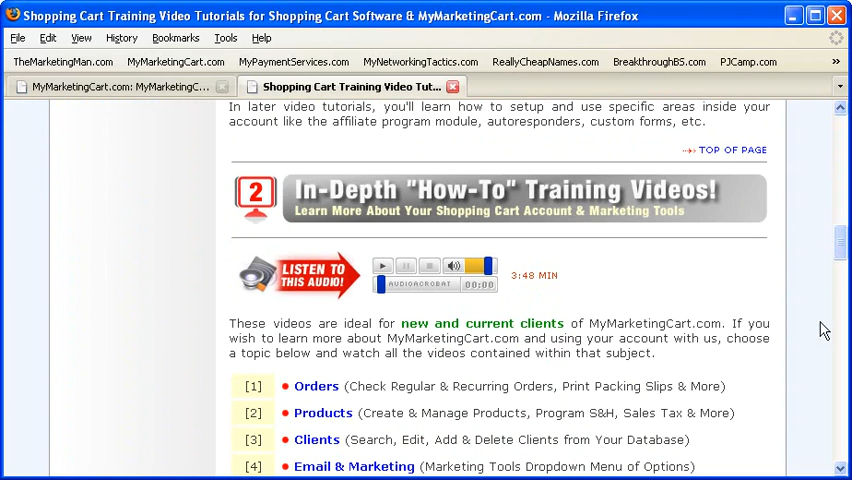 Shopping Cart Training Video Tutorials for Shopping Cart Software & MyMarketingCart.com - Mozilla Firefox
File Edit View History Bookmarks Tools Help
TheMarketingMan.com MyMarketingCart.com MyPaymentServices.com MyNetworkingTactics.com ReallyCheapNames.com BreakthroughBS.com PJCamp.com »
MyMarketingCart.com: MyMarketingC... Shopping Cart Training Video Tut...
In later video tutorials, you'll learn how to setup and use specific areas inside your
account like the affiliate program module, autoresponders, custom forms, etc.
TOP OF PAGE
2 In-Depth "How-To" Training Videos!
Learn More About Your Shopping Cart Account & Marketing Tools
LISTEN TO
THIS AUDIO!
AUDIOACROBAT 00:00
3:48 MIN
These videos are ideal for new and current clients of MyMarketingCart.com. If you
wish to learn more about MyMarketingCart.com and using your account with us, choose
a topic below and watch all the videos contained within that subject.
[1] • Orders (Check Regular & Recurring Orders, Print Packing Slips & More)
[2] • Products (Create & Manage Products, Program S&H, Sales Tax & More)
[3] • Clients (Search, Edit, Add & Delete Clients from Your Database)
[4] • Email & Marketing (Marketing Tools Dropdown Menu of Options)